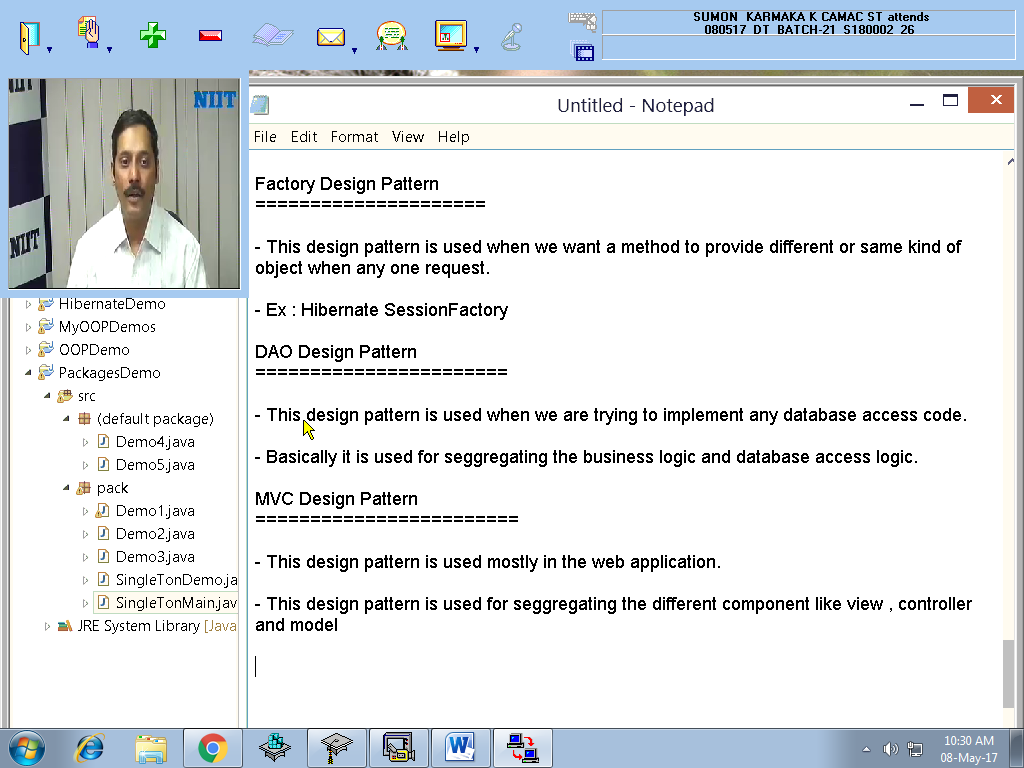 SUMON KARMAKA K CAMAC ST attends
080517 DT BATCH-21 S180002 26
NIIT
NIIT
Untitled - Notepad
File Edit Format View Help
Factory Design Pattern
=====================
- This design pattern is used when we want a method to provide different or same kind of
object when any one request.
- Ex : Hibernate SessionFactory
DAO Design Pattern
=======================
- This design pattern is used when we are trying to implement any database access code.
- Basically it is used for seggregating the business logic and database access logic.
MVC Design Pattern
========================
- This design pattern is used mostly in the web application.
- This design pattern is used for seggregating the different component like view , controller
and model
HibernateDemo
MyOOPDemos
OOPDemo
PackagesDemo
src
(default package)
Demo4.java
Demo5.java
pack
Demo1.java
Demo2.java
Demo3.java
SingleTonDemo.ja
SingleTonMain.jav
JRE System Library [Java
10:30 AM
08-May-17